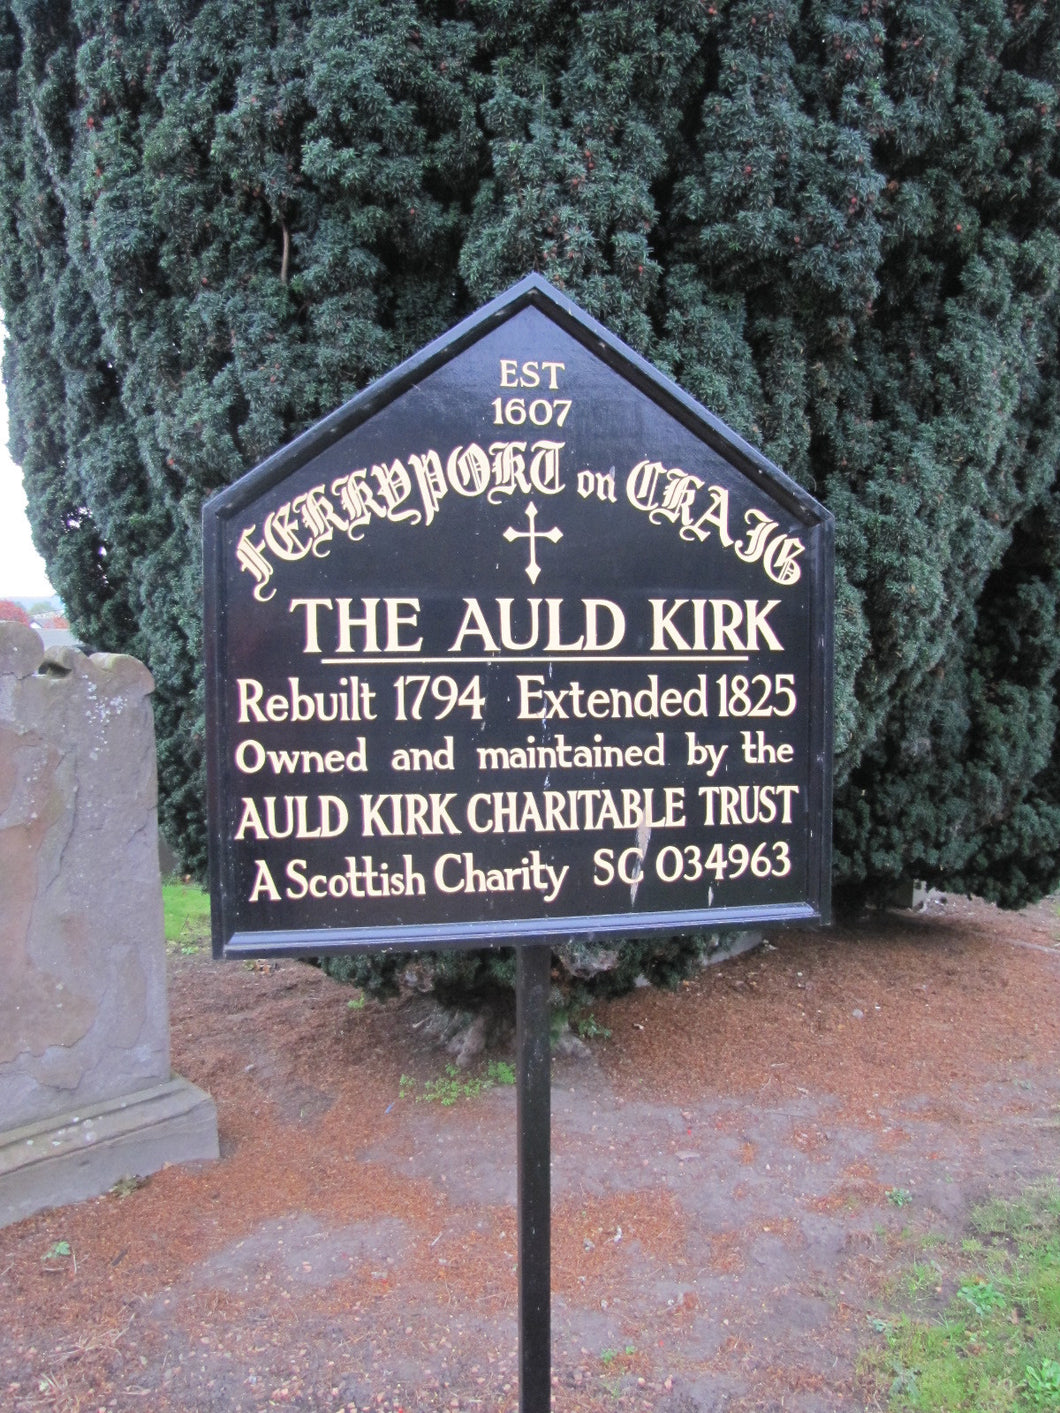 EST
1607
FERRYPORT on CRAIG
THE AULD KIRK
Rebuilt 1794 Extended 1825
Owned and maintained by the
AULD KIRK CHARITABLE TRUST
A Scottish Charity SC 034963